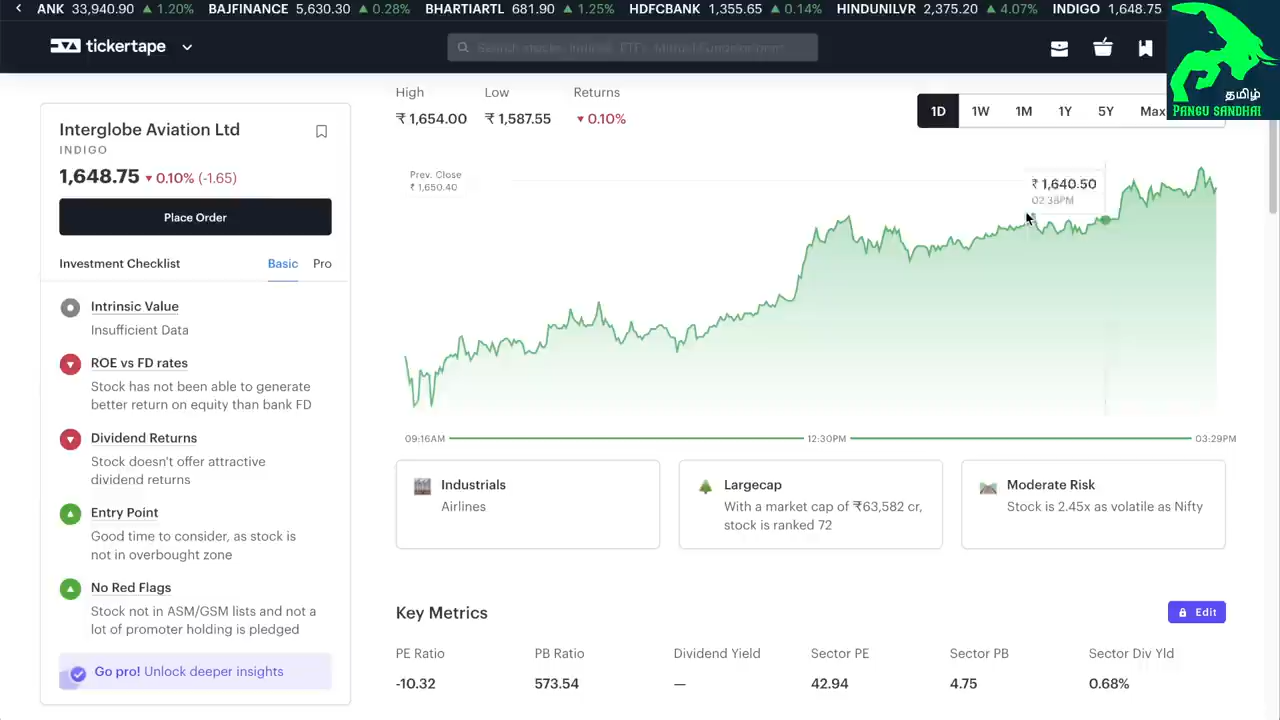 ANK 33,940.90 ▲ 1.20% BAJFINANCE 5,630.30 ▲ 0.28% BHARTIARTL 681.90 ▲ 1.25% HDFCBANK 1,355.65 ▲ 0.14% HINDUNILVR 2,375.20 ▲ 4.07% INDIGO 1,648.75
tickertape
Search stocks, indices, ETFs, Mutual Funds
தமிழ்
PANGU SANDHAI
High Low Returns
₹ 1,654.00 ₹ 1,587.55 ▾ 0.10%
1D 1W 1M 1Y 5Y Max
Interglobe Aviation Ltd
INDIGO
1,648.75 ▾ 0.10% (-1.65)
Place Order
Investment Checklist Basic Pro
Intrinsic Value
Insufficient Data
ROE vs FD rates
Stock has not been able to generate
better return on equity than bank FD
Dividend Returns
Stock doesn't offer attractive
dividend returns
Entry Point
Good time to consider, as stock is
not in overbought zone
No Red Flags
Stock not in ASM/GSM lists and not a
lot of promoter holding is pledged
Go pro! Unlock deeper insights
Prev. Close
₹ 1,650.40
₹ 1,640.50
02:38PM
09:16AM 12:30PM 03:29PM
Industrials
Airlines
Largecap
With a market cap of ₹63,582 cr,
stock is ranked 72
Moderate Risk
Stock is 2.45x as volatile as Nifty
Key Metrics Edit
PE Ratio PB Ratio Dividend Yield Sector PE Sector PB Sector Div Yld
-10.32 573.54 — 42.94 4.75 0.68%